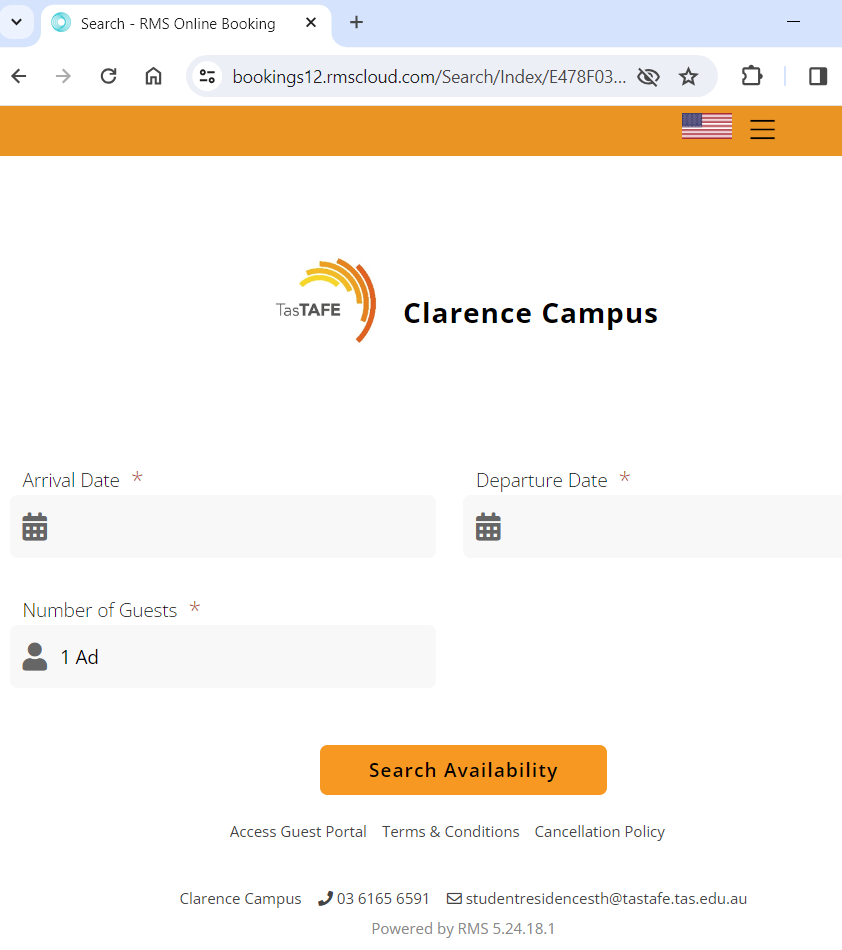 Search - RMS Online Booking
bookings12.rmscloud.com/Search/Index/E478F03...
TasTAFE
Clarence Campus
Arrival Date *
Departure Date *
Number of Guests *
1 Ad
Search Availability
Access Guest Portal Terms & Conditions Cancellation Policy
Clarence Campus 03 6165 6591 studentresidencesth@tastafe.tas.edu.au
Powered by RMS 5.24.18.1